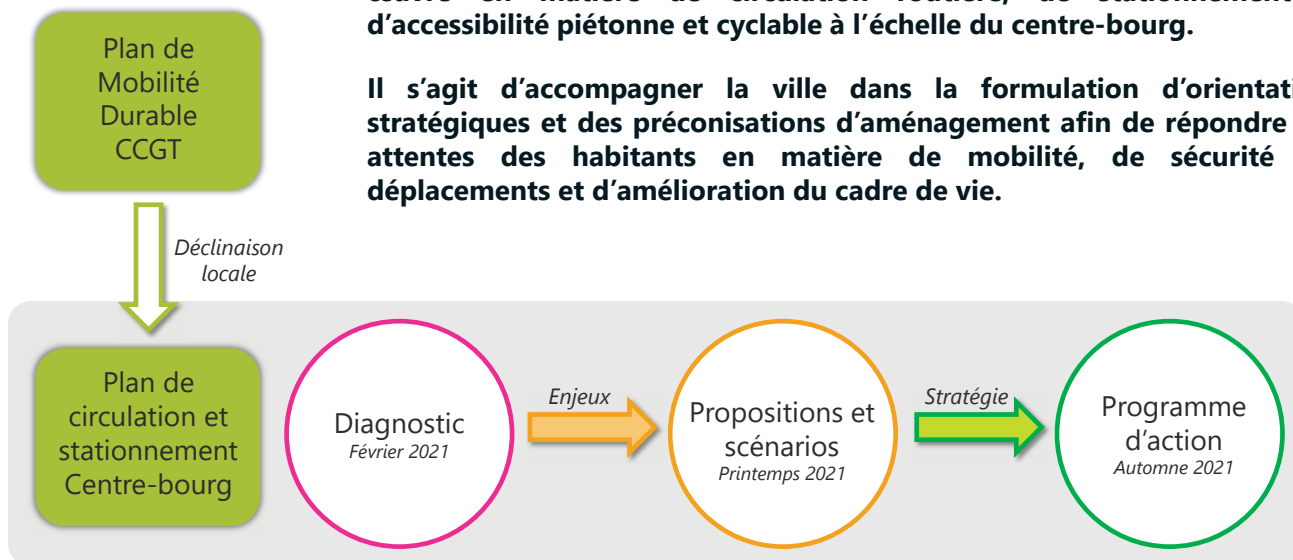 Plan de
Mobilité
Durable
CCGT
d'accessibilité piétonne et cyclable à l'échelle du centre-bourg.
Il s'agit d'accompagner la ville dans la formulation
stratégiques et des préconisations d'aménagement afin de répondre
attentes des habitants en matière de mobilité, de sécurité
déplacements et d'amélioration du cadre de vie.
Déclinaison
locale
Plan de
circulation et
stationnement
Centre-bourg
Diagnostic
Février 2021
Enjeux
Propositions et
scénarios
Printemps 2021
Stratégie
Programme
d'action
Automne 2021